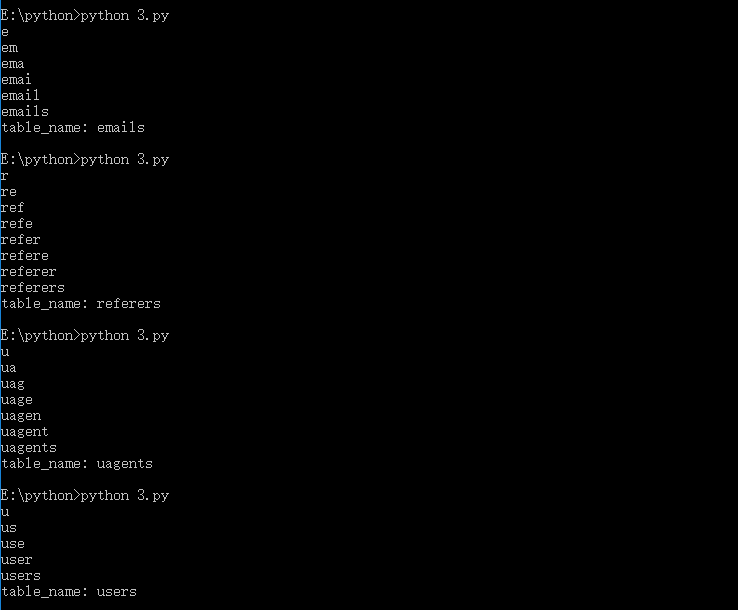 E:\python>python 3.py
e
em
ema
emai
email
emails
table_name: emails
E:\python>python 3.py
r
re
ref
refe
refer
refere
referer
referers
table_name: referers
E:\python>python 3.py
u
ua
uag
uage
uagen
uagent
uagents
table_name: uagents
E:\python>python 3.py
u
us
use
user
users
table_name: users